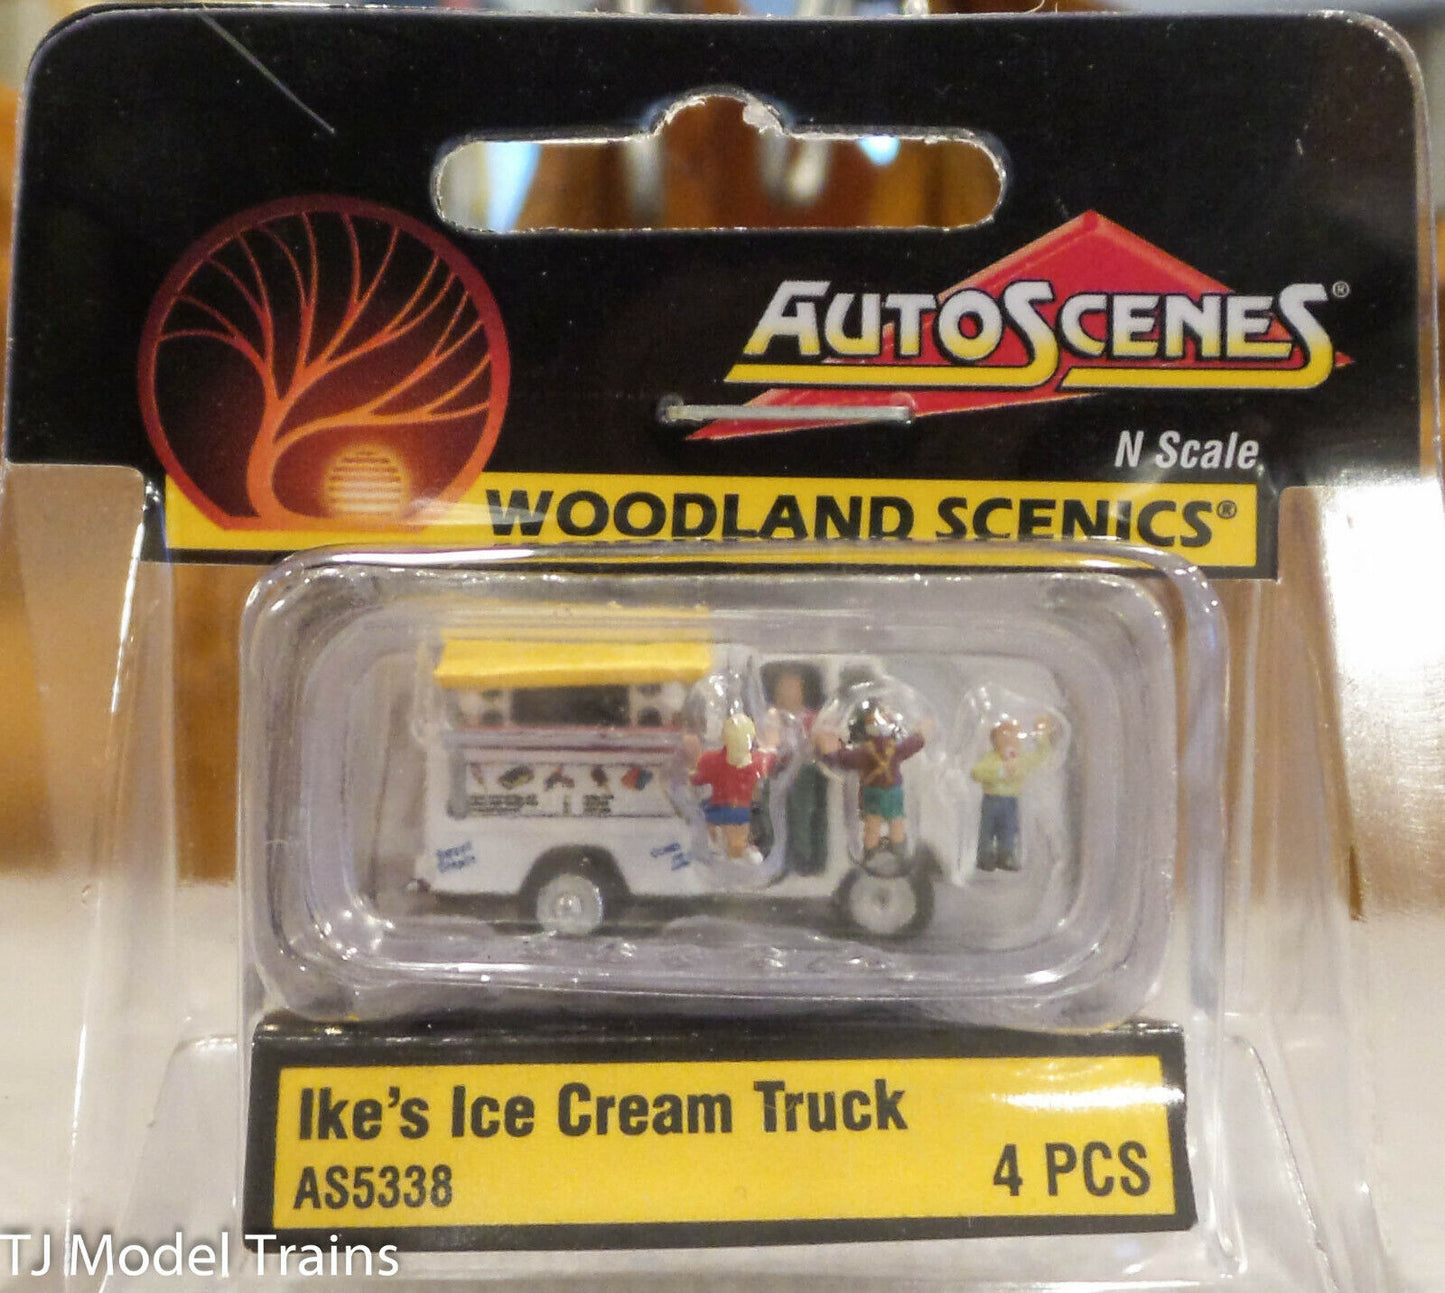 AUTOSCENES®
N Scale
WOODLAND SCENICS®
Ike's Ice Cream Truck
AS5338
4 PCS
TJ Model Trains